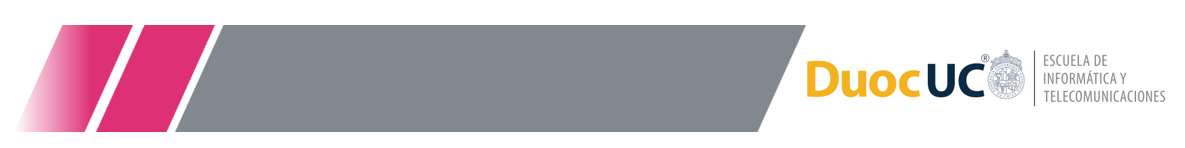 DuocUC®
ESCUELA DE
INFORMÁTICA Y
TELECOMUNICACIONES